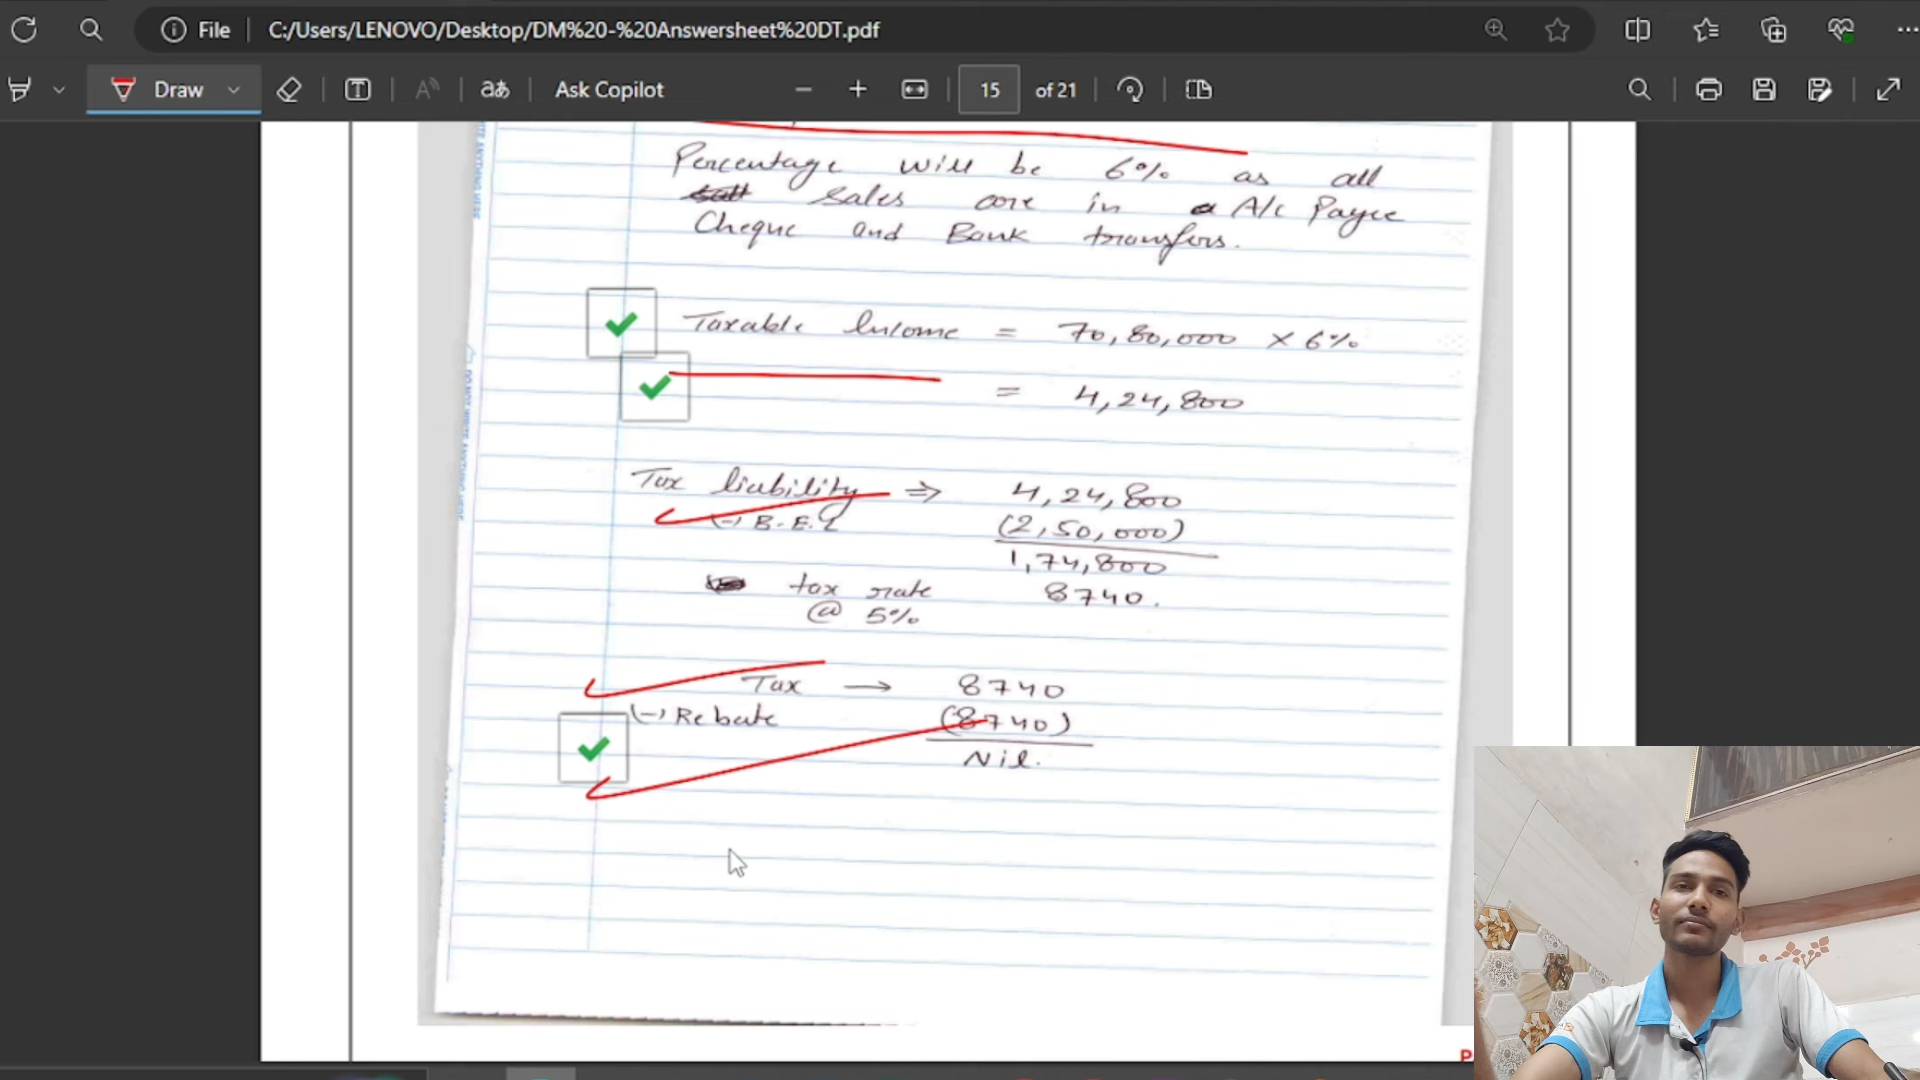 File
C:/Users/LENOVO/Desktop/DM%20-%20Answersheet%20DT.pdf
Draw
T
aあ
Ask Copilot
15 of 21
Percentage will be 6% as all
sales are in A/c Payee
Cheque and Bank transfers.
Taxable Income = 70,80,000 × 6%
= 4,24,800
Tax liability ⇒ 4,24,800
(-) B.E.L (2,50,000)
1,74,800
tax rate 8740.
@ 5%
Tax → 8740
(-) Rebate (8740)
Nil.
P